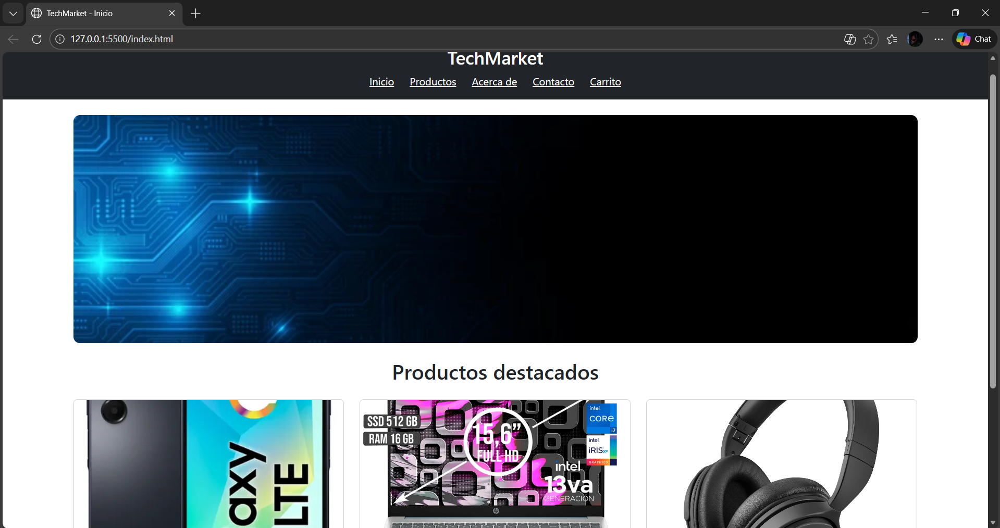 TechMarket - Inicio
127.0.0.1:5500/index.html
Chat
TechMarket
Inicio Productos Acerca de Contacto Carrito
Productos destacados
axy
LTE
SSD 512 GB
RAM 16 GB
15,6”
FULL HD
intel.
CORE
i7
intel.
iRISxe
GRAPHICS
intel
13va
GENERACIÓN
hp